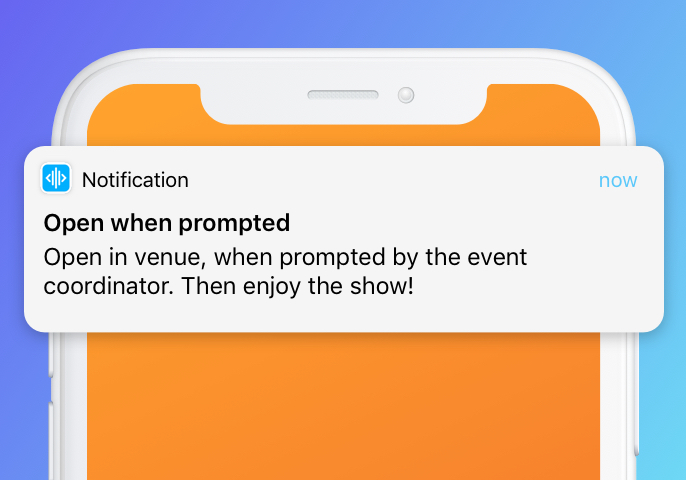 Notification
now
Open when prompted
Open in venue, when prompted by the event
coordinator. Then enjoy the show!